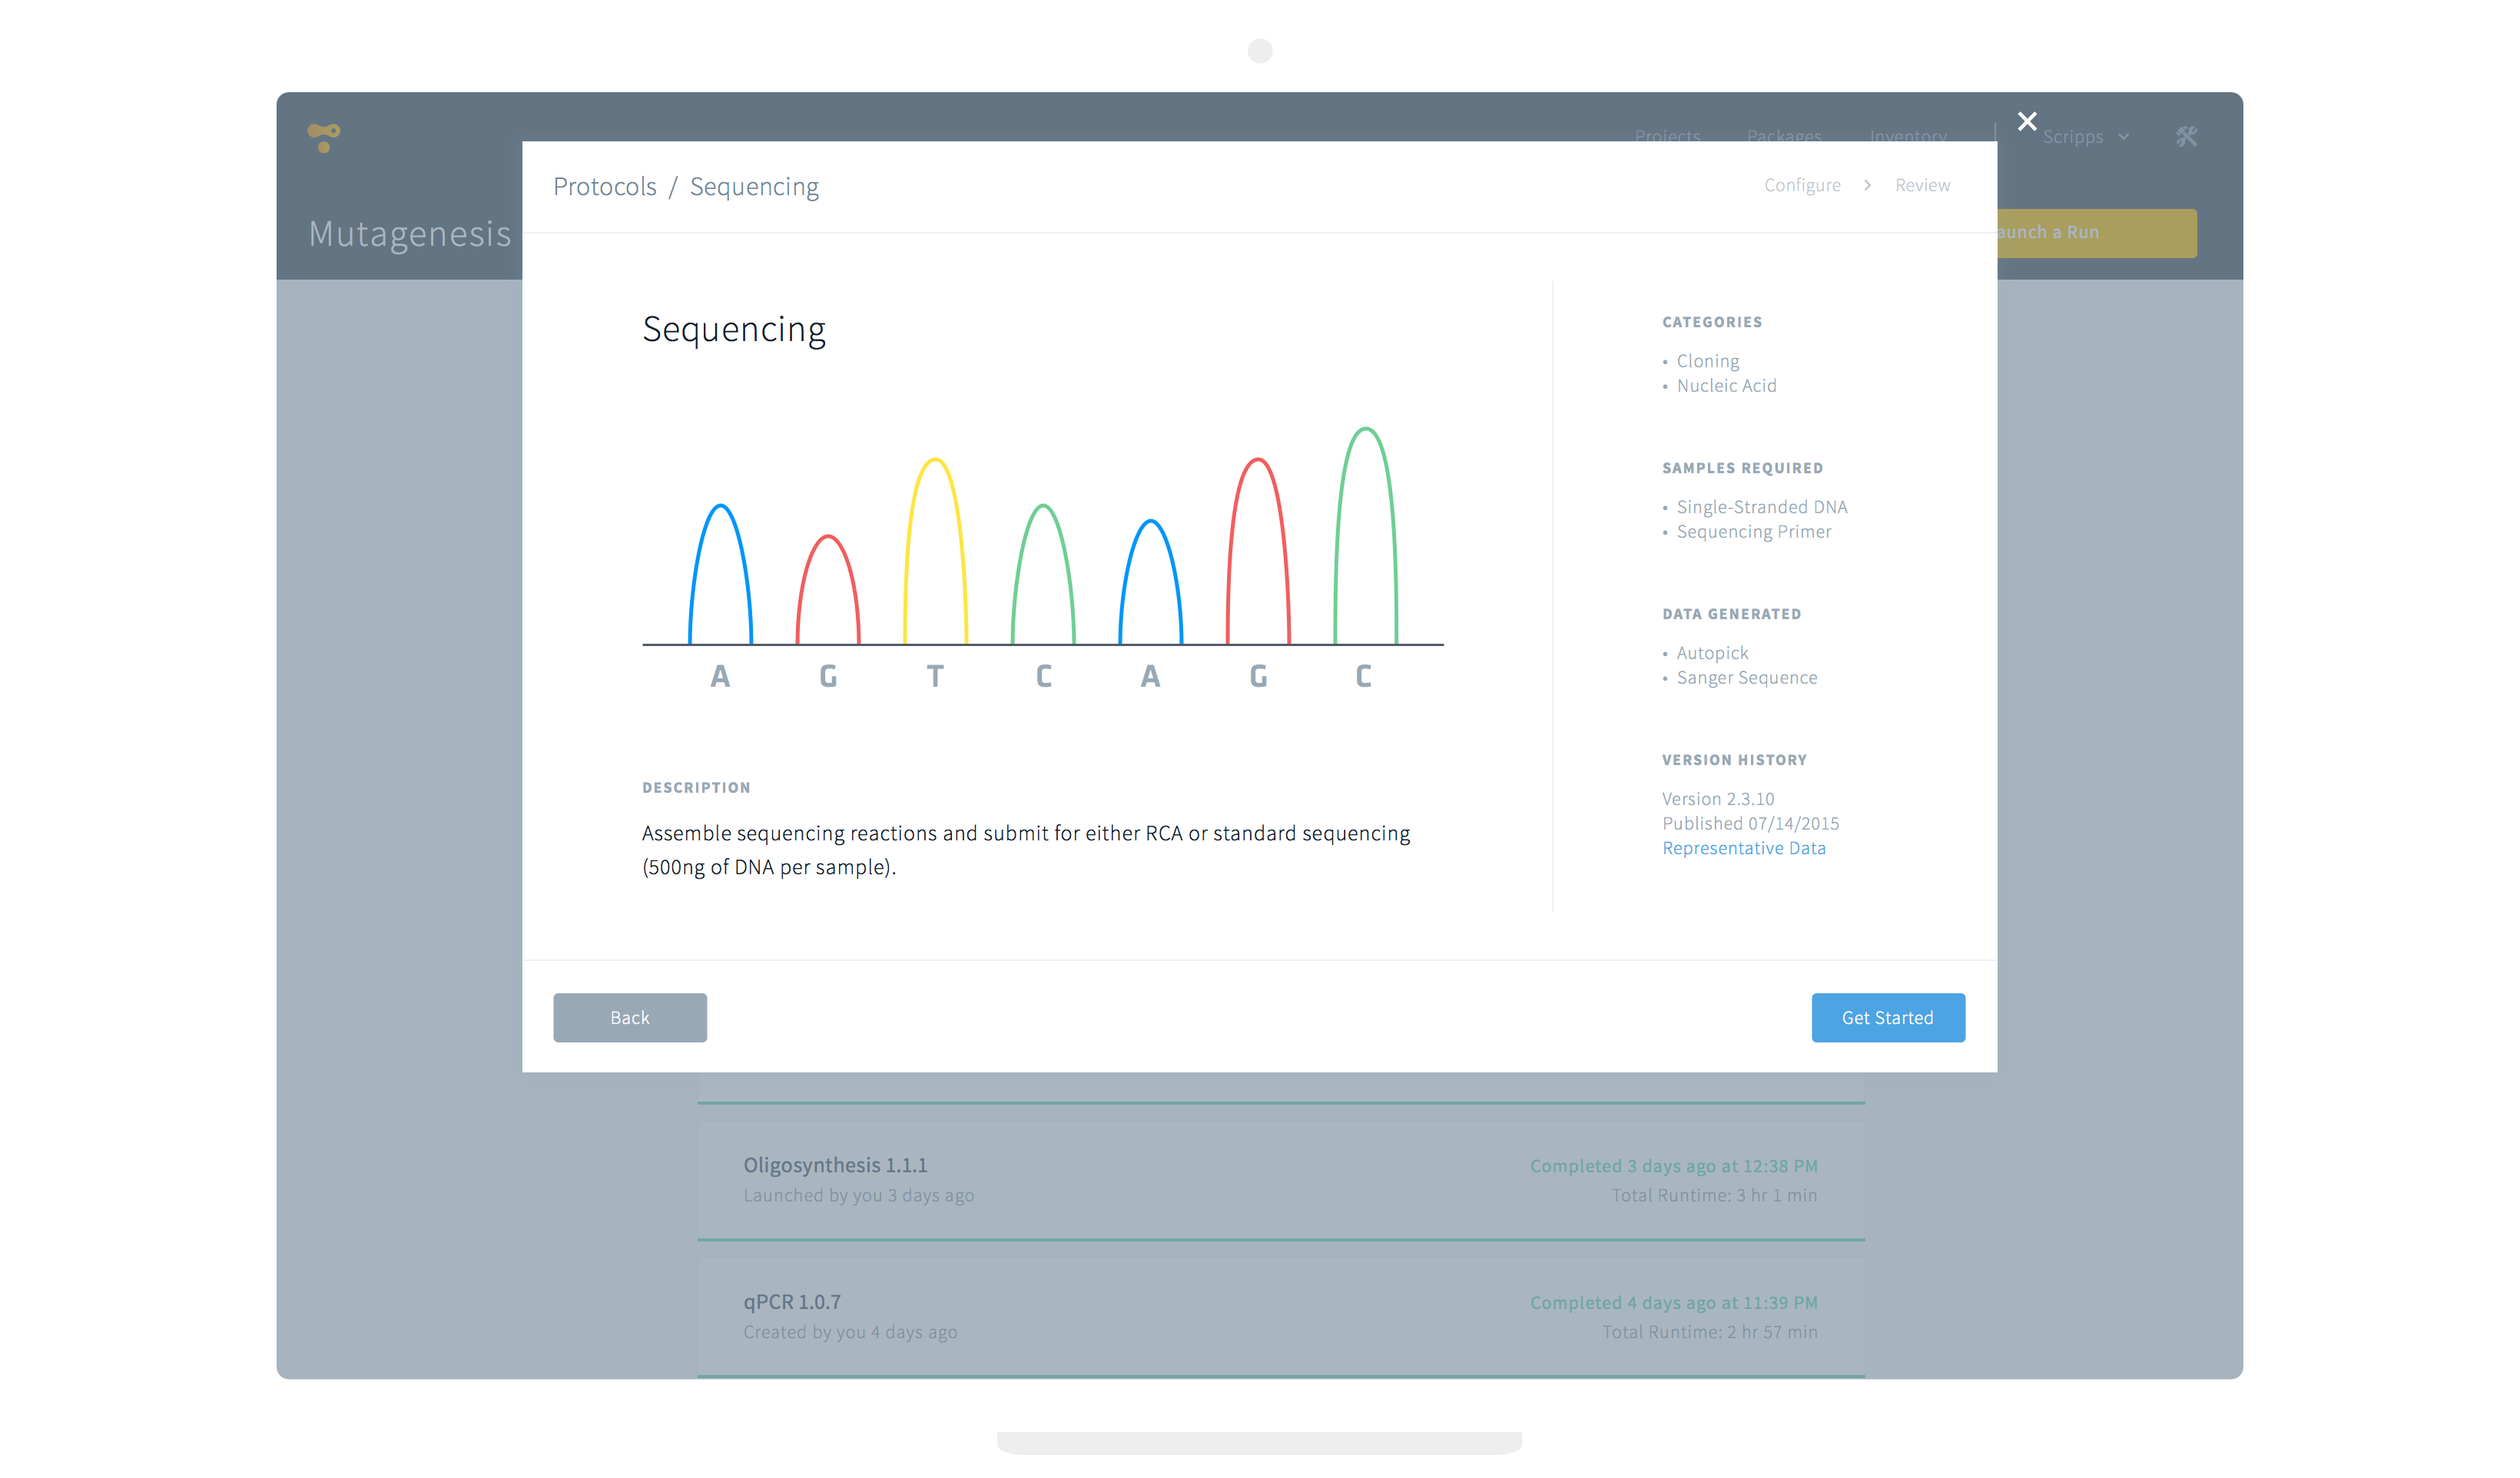 Projects Packages Inventory Scripps
Mutagenesis
a Run
Protocols / Sequencing
Configure > Review
Sequencing
A G T C A G C
DESCRIPTION
Assemble sequencing reactions and submit for either RCA or standard sequencing
(500ng of DNA per sample).
CATEGORIES
• Cloning
• Nucleic Acid
SAMPLES REQUIRED
• Single-Stranded DNA
• Sequencing Primer
DATA GENERATED
• Autopick
• Sanger Sequence
VERSION HISTORY
Version 2.3.10
Published 07/14/2015
Representative Data
Back
Get Started
Oligosynthesis 1.1.1
Launched by you 3 days ago
Completed 3 days ago at 12:38 PM
Total Runtime: 3 hr 1 min
qPCR 1.0.7
Created by you 4 days ago
Completed 4 days ago at 11:39 PM
Total Runtime: 2 hr 57 min